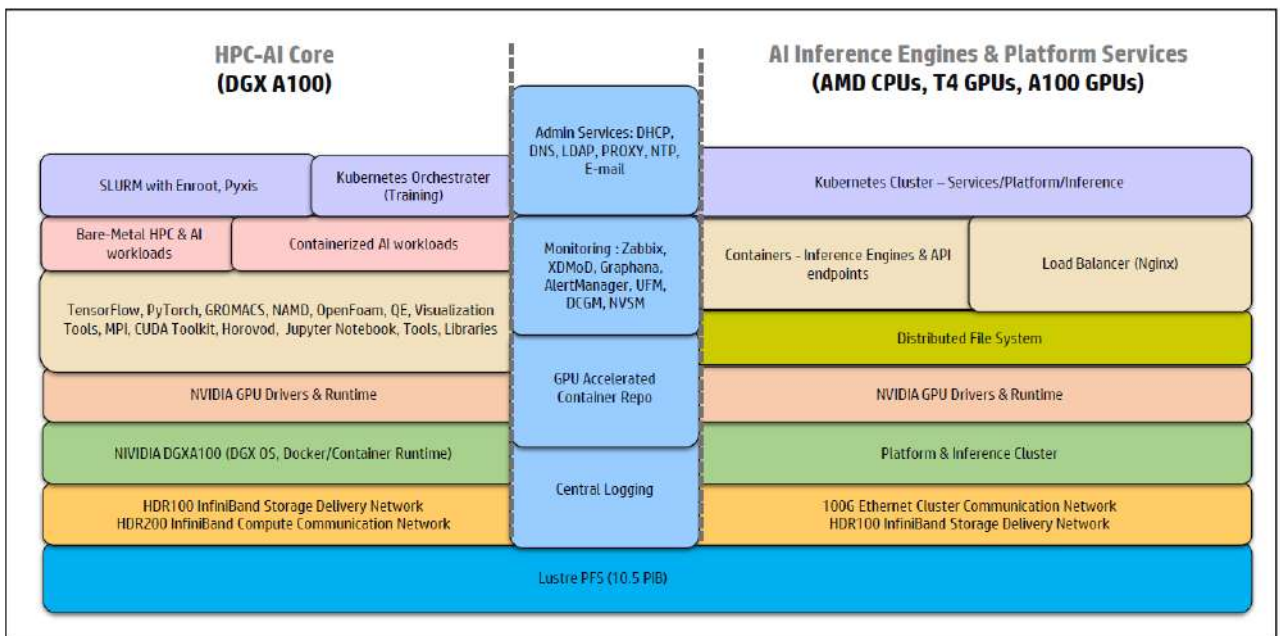 HPC-AI Core
(DGX A100)
AI Inference Engines & Platform Services
(AMD CPUs, T4 GPUs, A100 GPUs)
SLURM with Enroot, Pyxis
Kubernetes Orchestrater
(Training)
Bare-Metal HPC & AI
workloads
Containerized AI workloads
TensorFlow, PyTorch, GROMACS, NAMD, OpenFoam, QE, Visualization
Tools, MPI, CUDA Toolkit, Horovod, Jupyter Notebook, Tools, Libraries
NVIDIA GPU Drivers & Runtime
NIVIDIA DGXA100 (DGX OS, Docker/Container Runtime)
HDR100 InfiniBand Storage Delivery Network
HDR200 InfiniBand Compute Communication Network
Admin Services: DHCP,
DNS, LDAP, PROXY, NTP,
E-mail
Monitoring : Zabbix,
XDMoD, Graphana,
AlertManager, UFM,
DCGM, NVSM
GPU Accelerated
Container Repo
Central Logging
Kubernetes Cluster – Services/Platform/Inference
Containers - Inference Engines & API
endpoints
Load Balancer (Nginx)
Distributed File System
NVIDIA GPU Drivers & Runtime
Platform & Inference Cluster
100G Ethernet Cluster Communication Network
HDR100 InfiniBand Storage Delivery Network
Lustre PFS (10.5 PIB)